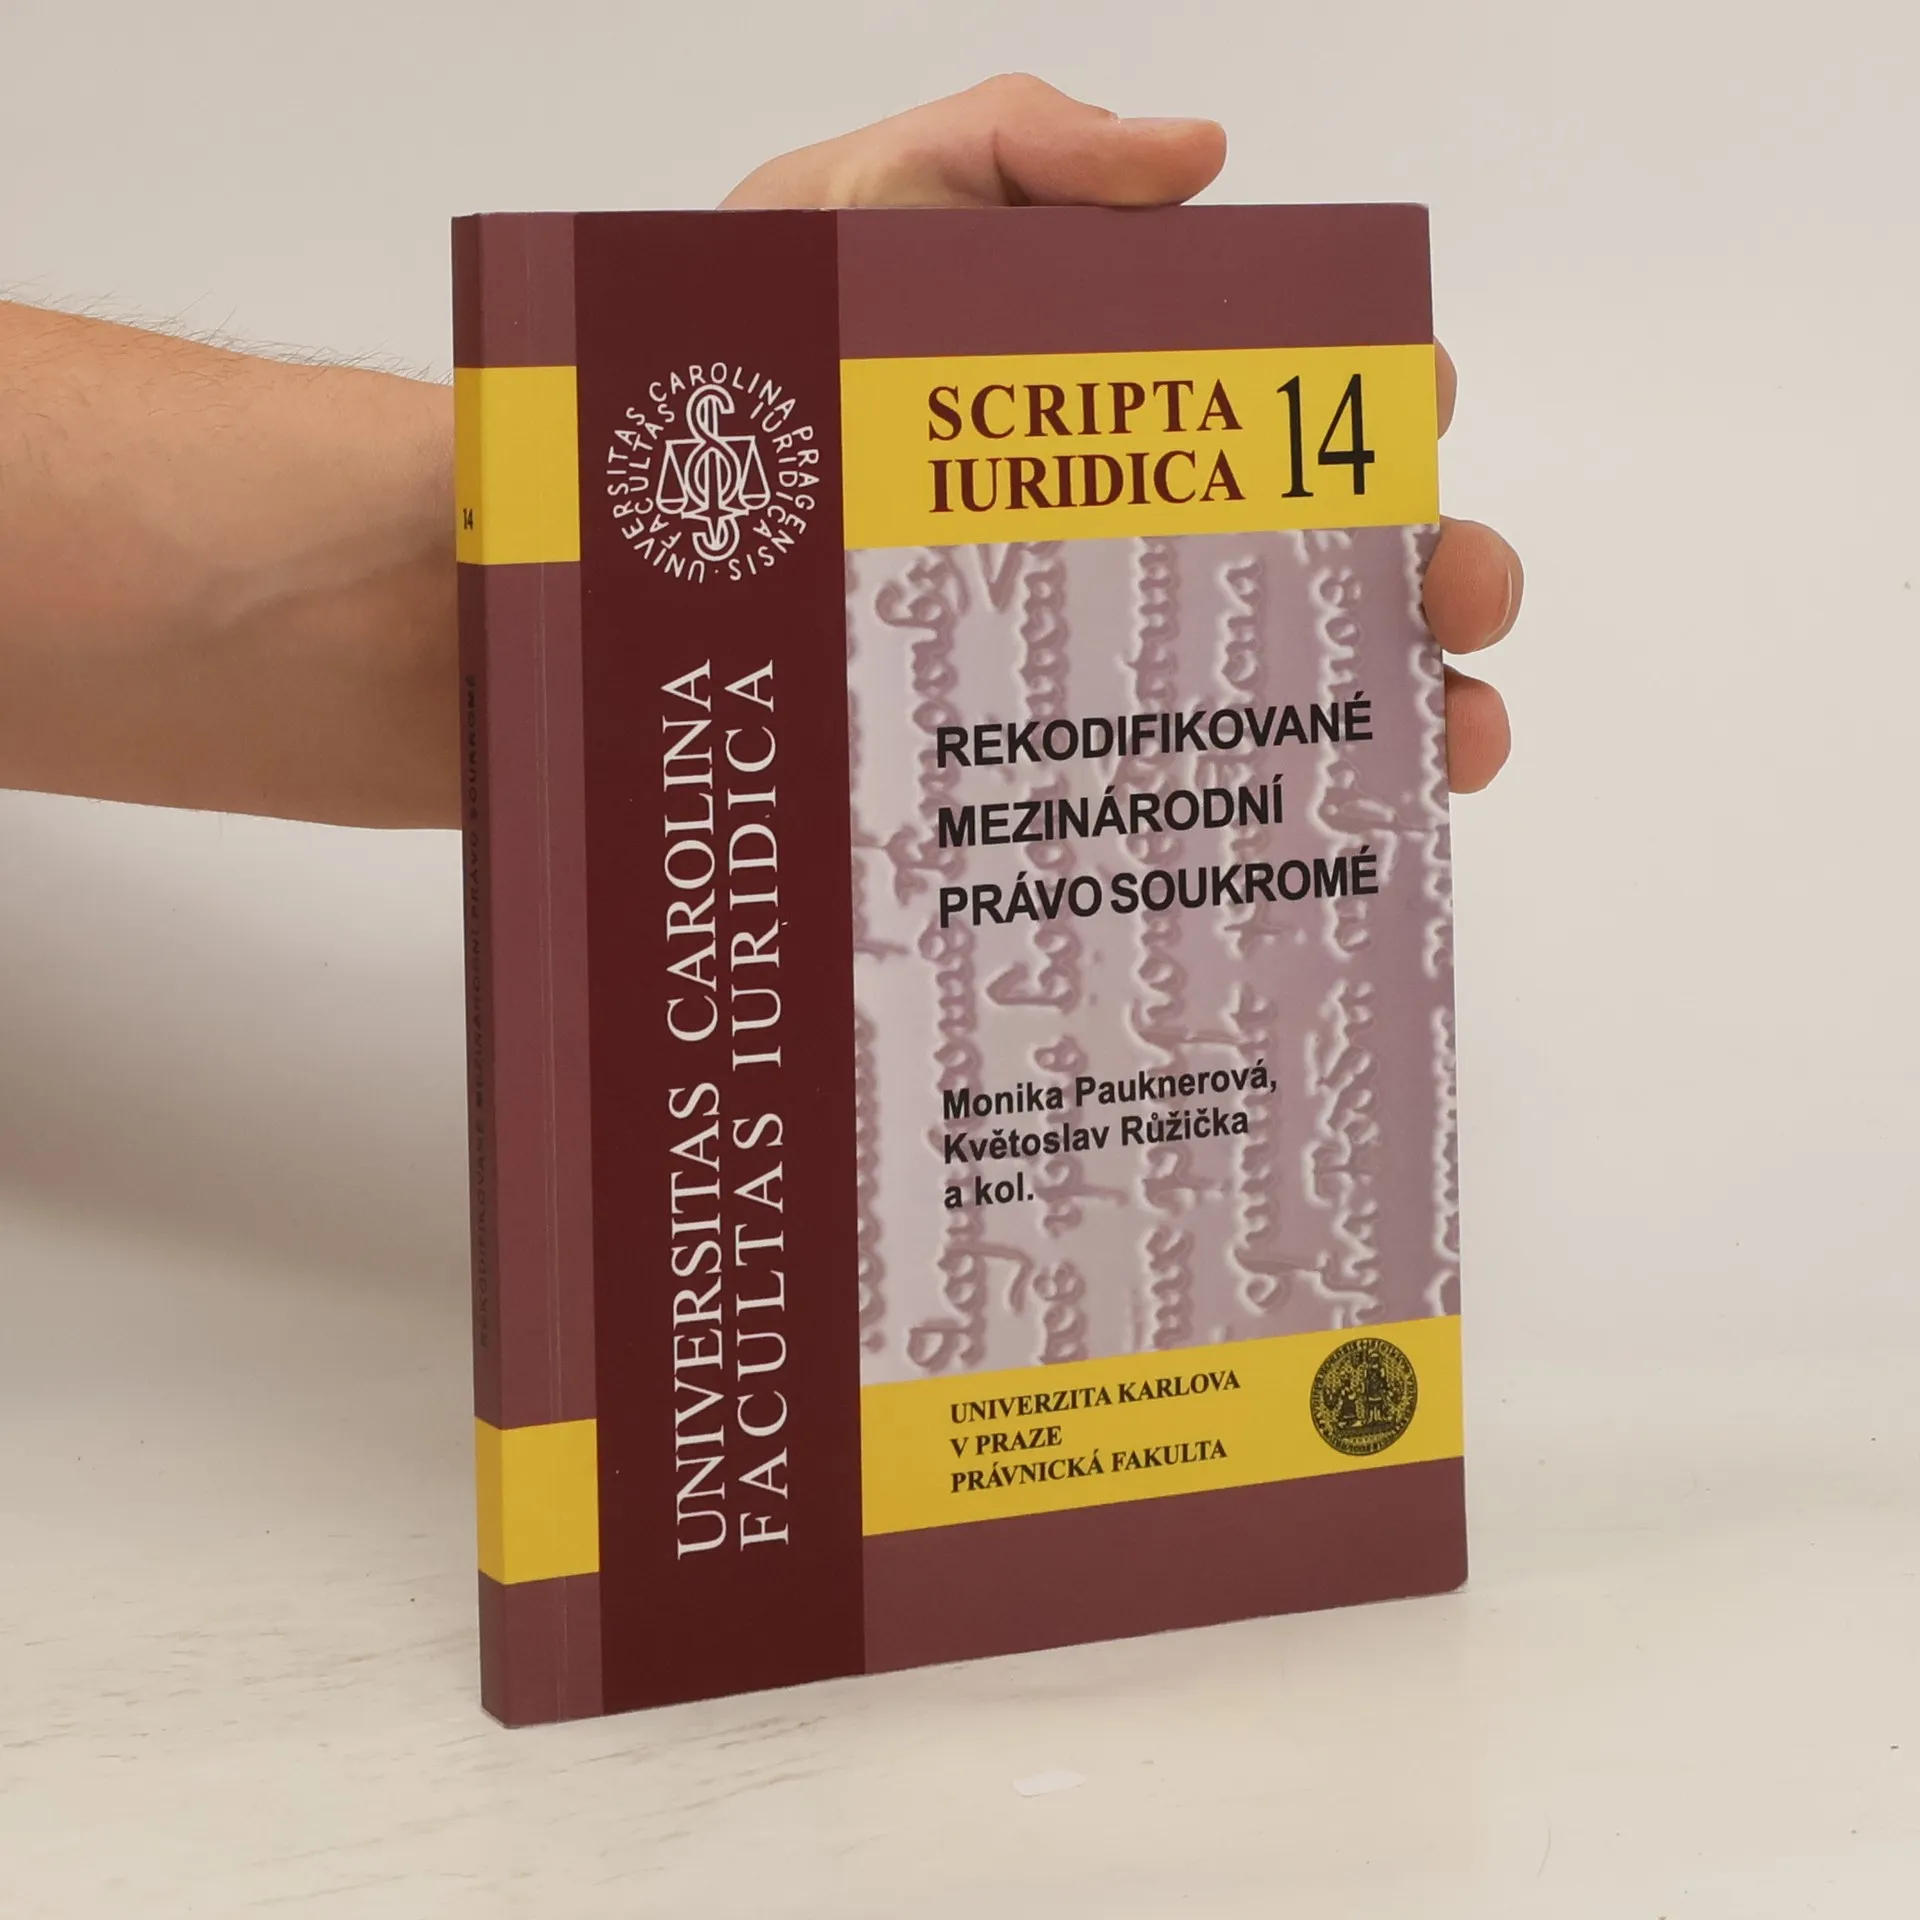 14
REKODIFIKOVANÉ MEZINÁRODNÍ PRÁVO SOUKROMÉ
UNIVERSITAS CAROLINA PRAGENSIS · 
FACULTAS IURIDICA
UNIVERSITAS CAROLINA
FACULTAS IURIDICA
SCRIPTA
IURIDICA 14
REKODIFIKOVANÉ
MEZINÁRODNÍ
PRÁVO SOUKROMÉ
Monika Pauknerová,
Květoslav Růžička
a kol.
UNIVERZITA KARLOVA
V PRAZE
PRÁVNICKÁ FAKULTA